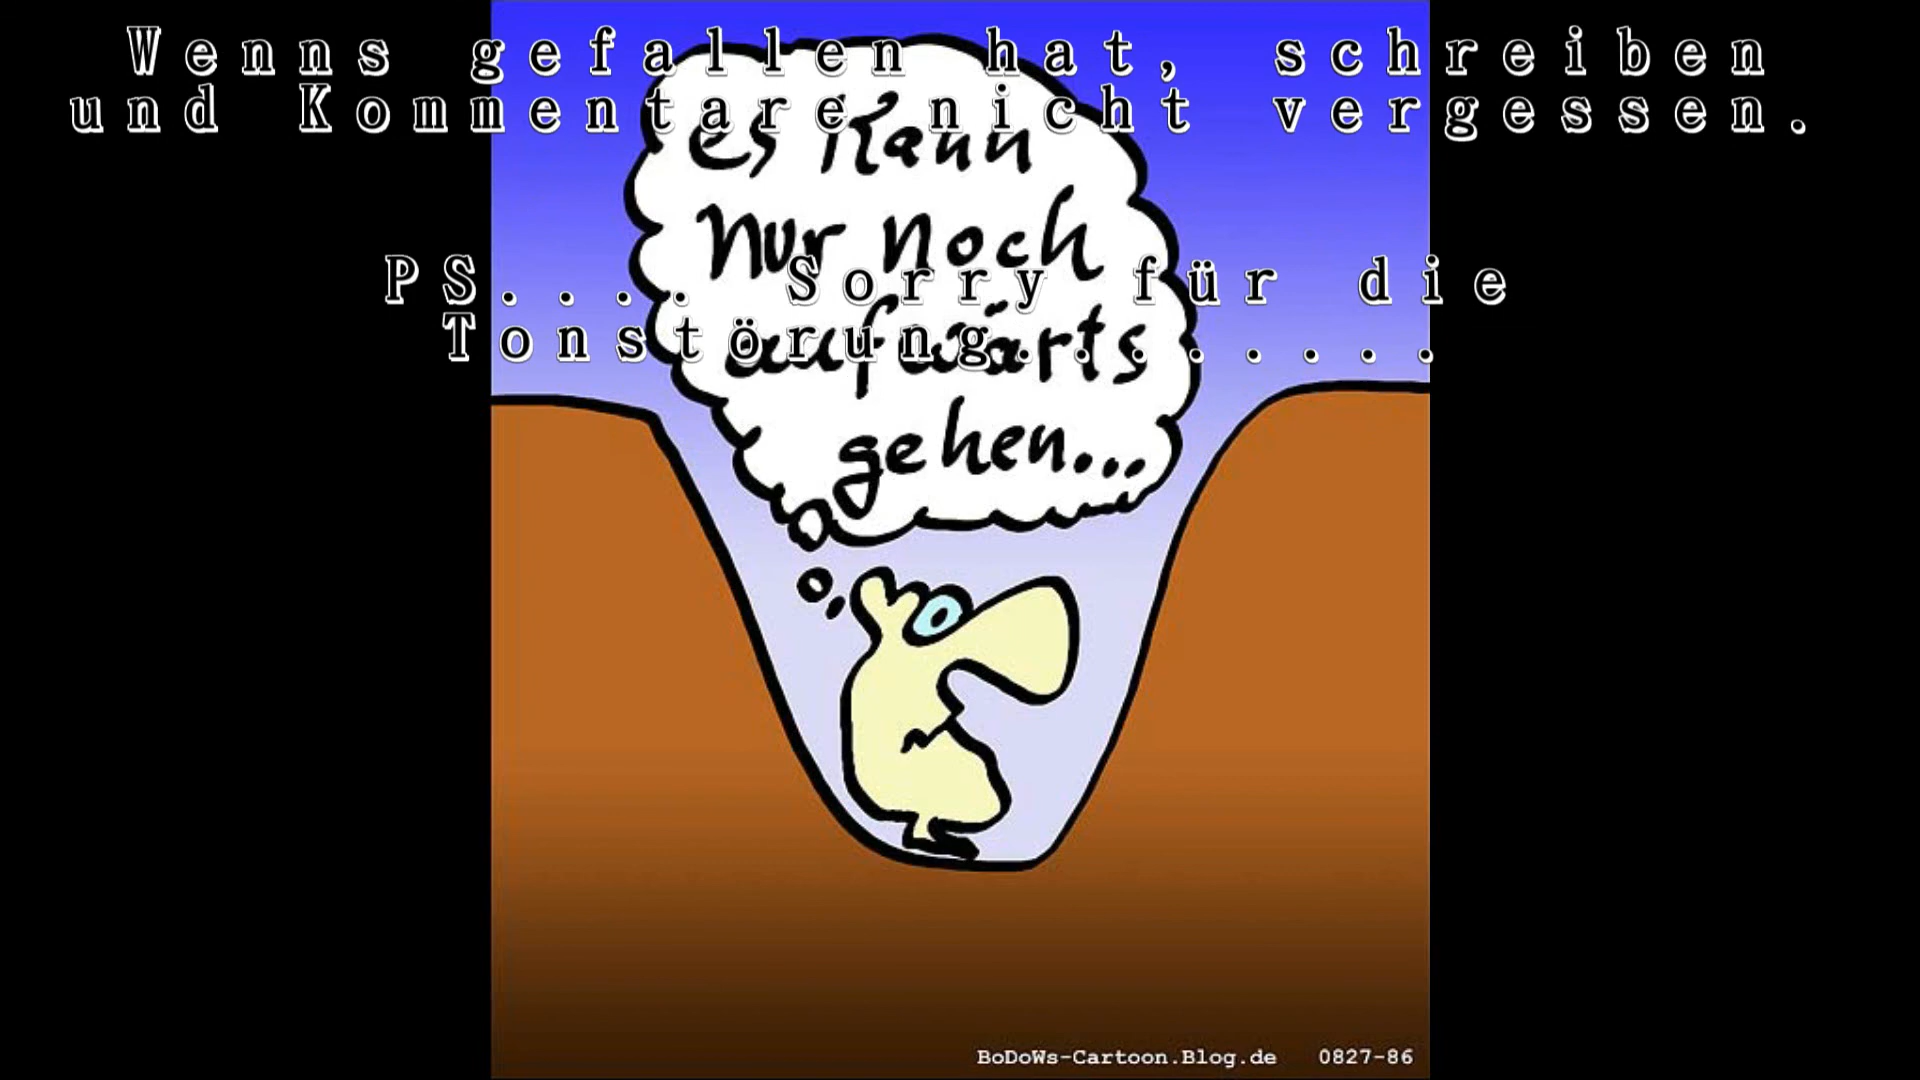 Wenns gefallen hat, schreiben
und Kommentare nicht vergessen.
PS.... Sorry für die
Tonstörung........
es kann
nur noch
aufwärts
gehen...
BoDoWs-Cartoon.Blog.de 0827-86